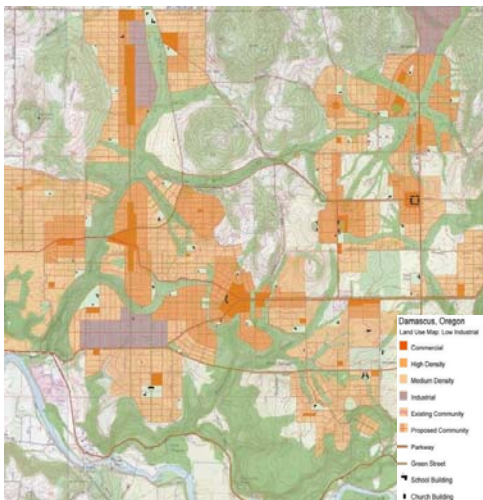 Damascus, Oregon
Land Use Map: Low Industrial
Commercial
High Density
Medium Density
Industrial
Existing Community
Proposed Community
Parkway
Green Street
School Building
Church Building